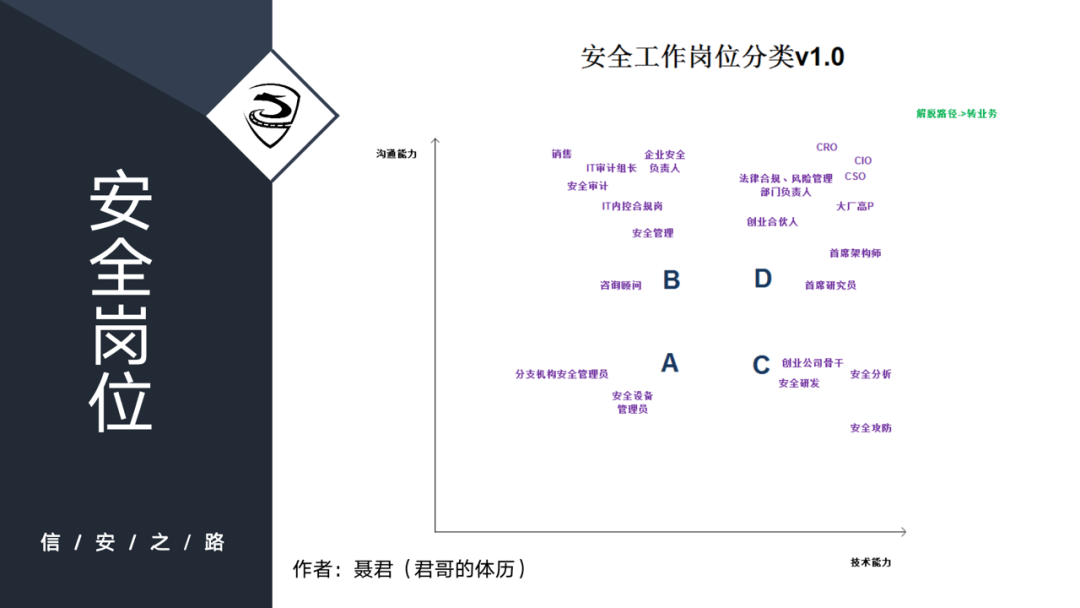 安全岗位
信 / 安 / 之 / 路
安全工作岗位分类v1.0
解脱路径->转业务
沟通能力
销售
企业安全
负责人
IT审计组长
安全审计
IT内控合规岗
安全管理
咨询顾问
B
CRO
CIO
CSO
法律合规、风险管理
部门负责人
大厂高P
创业合伙人
首席架构师
D
首席研究员
A
分支机构安全管理员
安全设备
管理员
C
创业公司骨干
安全研发
安全分析
安全攻防
技术能力
作者：聂君（君哥的体历）